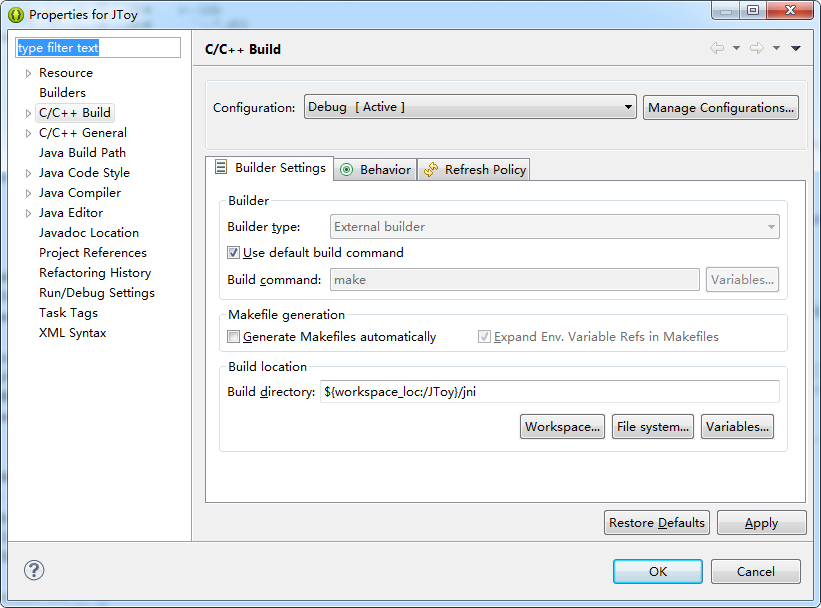 Properties for JToy
type filter text
Resource
Builders
C/C++ Build
C/C++ General
Java Build Path
Java Code Style
Java Compiler
Java Editor
Javadoc Location
Project References
Refactoring History
Run/Debug Settings
Task Tags
XML Syntax
C/C++ Build
Configuration: Debug [ Active ] Manage Configurations...
Builder Settings Behavior Refresh Policy
Builder
Builder type: External builder
Use default build command
Build command: make Variables...
Makefile generation
Generate Makefiles automatically Expand Env. Variable Refs in Makefiles
Build location
Build directory: ${workspace_loc:/JToy}/jni
Workspace... File system... Variables...
Restore Defaults Apply
? OK Cancel